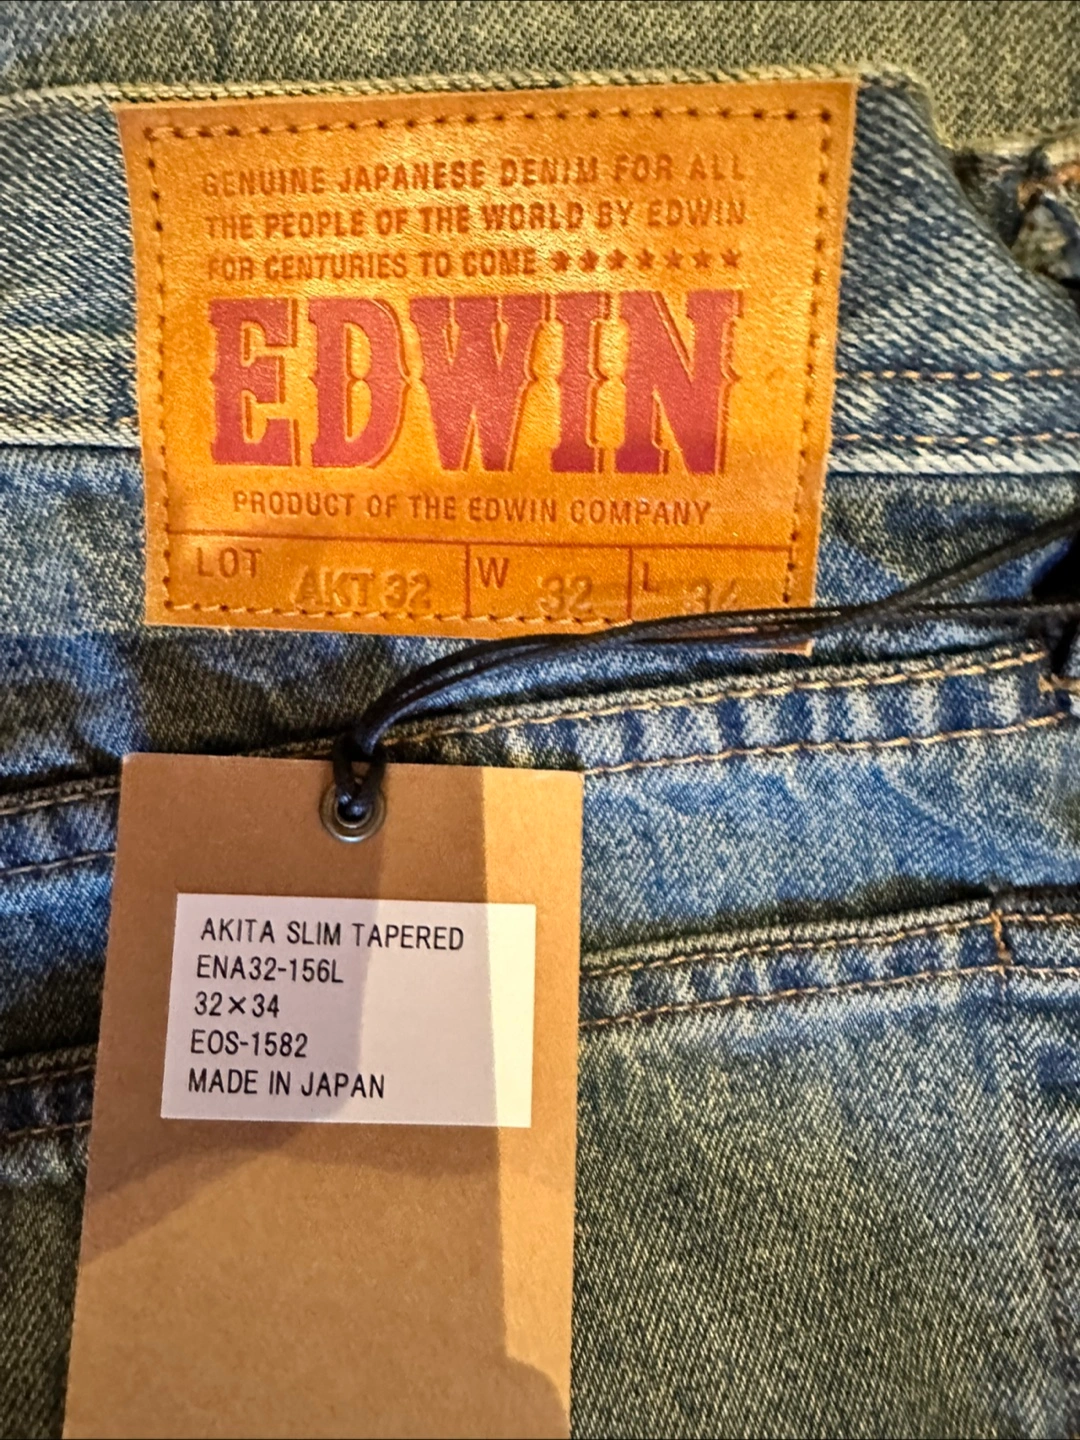 GENUINE JAPANESE DENIM FOR ALL
THE PEOPLE OF THE WORLD BY EDWIN
FOR CENTURIES TO COME ★★★★★★★
EDWIN
PRODUCT OF THE EDWIN COMPANY
LOT AKT 32 W 32 L 34
AKITA SLIM TAPERED
ENA32-156L
32×34
EOS-1582
MADE IN JAPAN